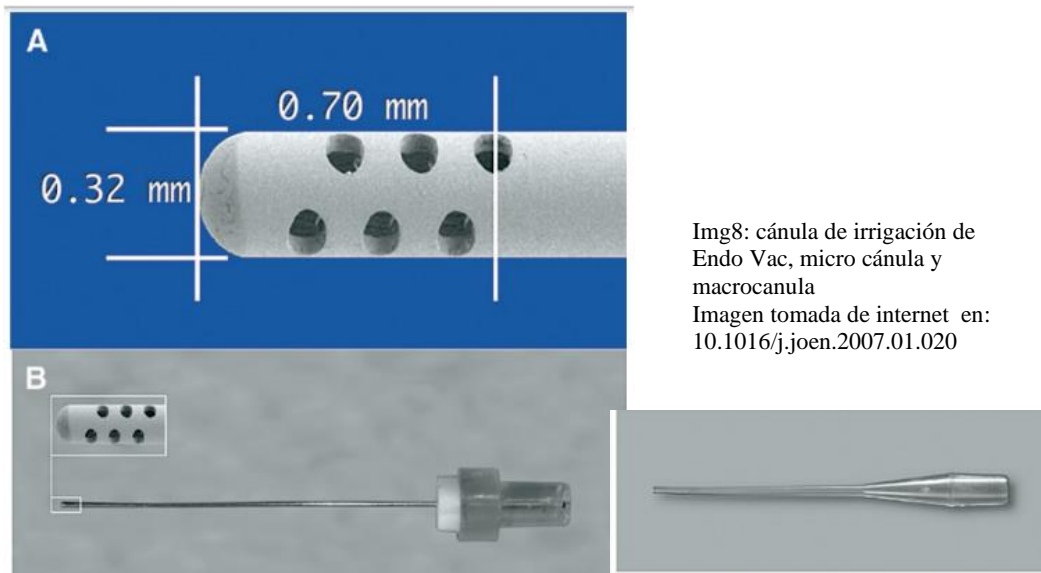 A
0.70 mm
0.32 mm
B
Img8: cánula de irrigación de
Endo Vac, micro cánula y
macrocanula
Imagen tomada de internet en:
10.1016/j.joen.2007.01.020